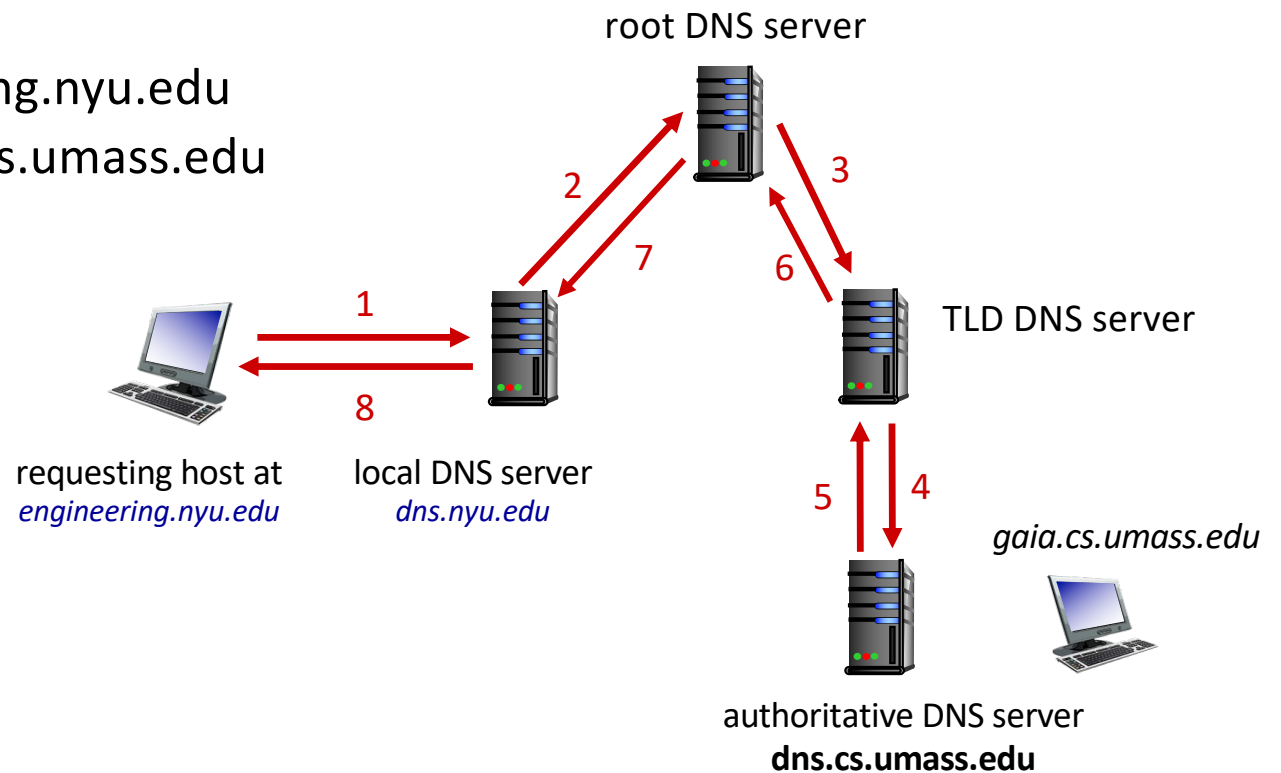 root DNS server
ng.nyu.edu
s.umass.edu
2
3
7
6
1
TLD DNS server
8
requesting host at
engineering.nyu.edu
local DNS server
dns.nyu.edu
5
4
gaia.cs.umass.edu
authoritative DNS server
dns.cs.umass.edu